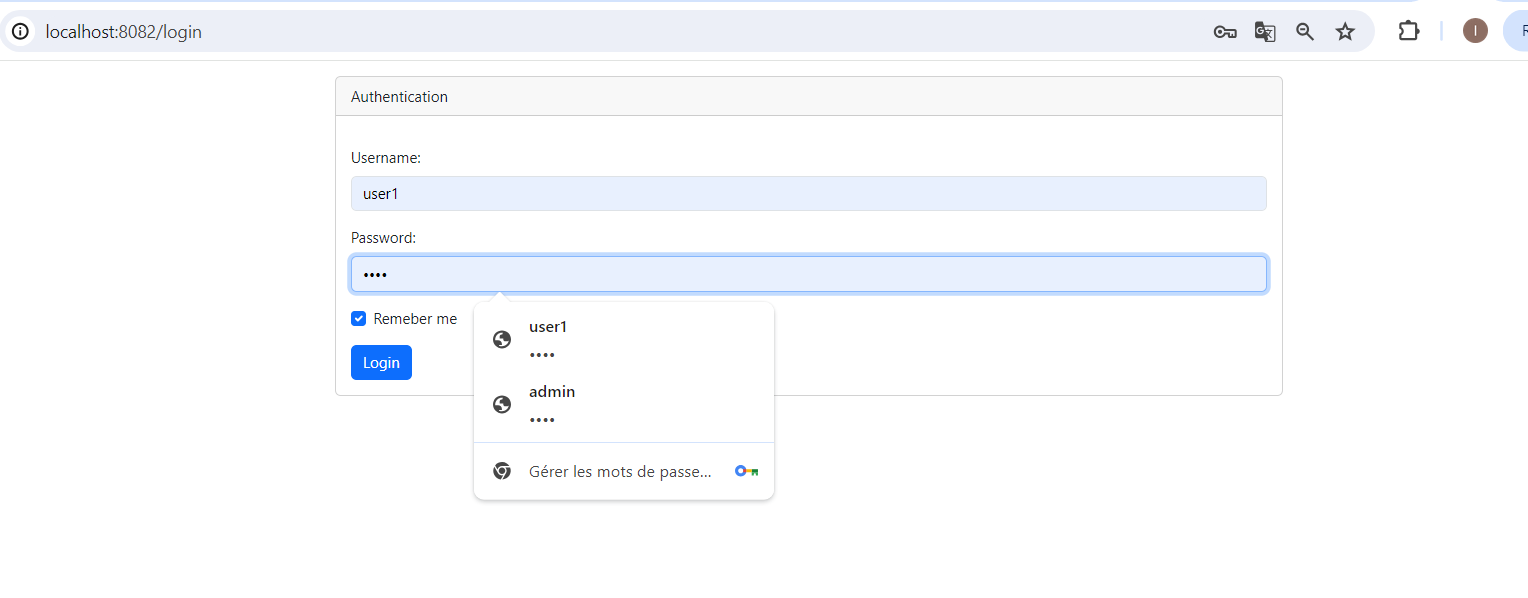 localhost:8082/login
I
R
Authentication
Username:
user1
Password:
••••
Remeber me
Login
user1
••••
admin
••••
Gérer les mots de passe...